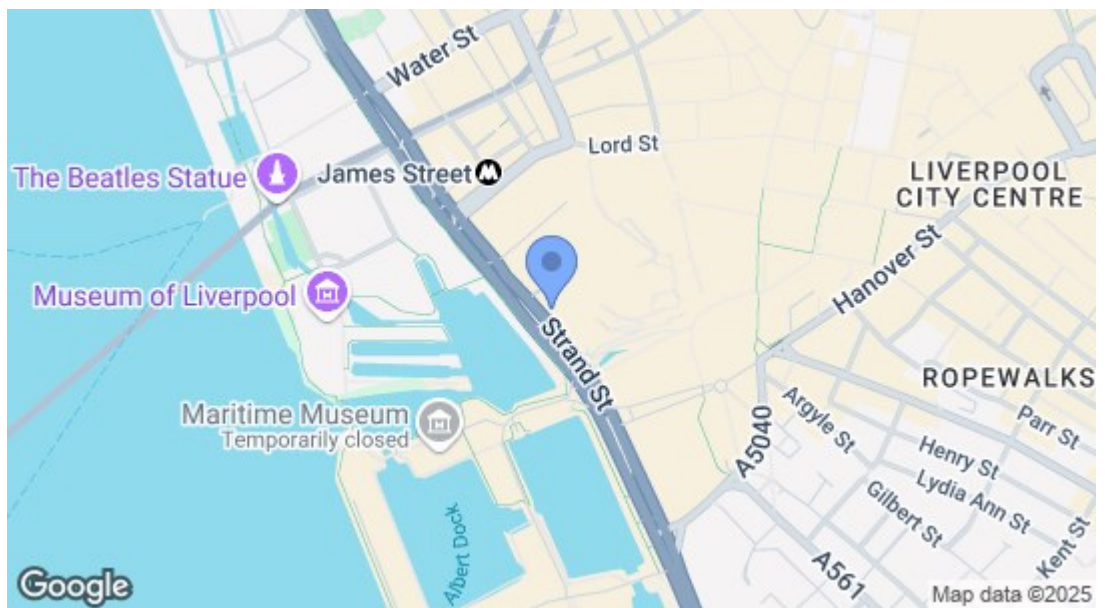 Water St
Lord St
The Beatles Statue
James Street
LIVERPOOL
CITY CENTRE
Hanover St
Museum of Liverpool
Strand St
ROPEWALKS
Maritime Museum
Temporarily closed
Argyle St
Parr St
A5040
Henry St
Lydia Ann St
Gilbert St
Kent St
Albert Dock
A561
Google
Map data ©2025